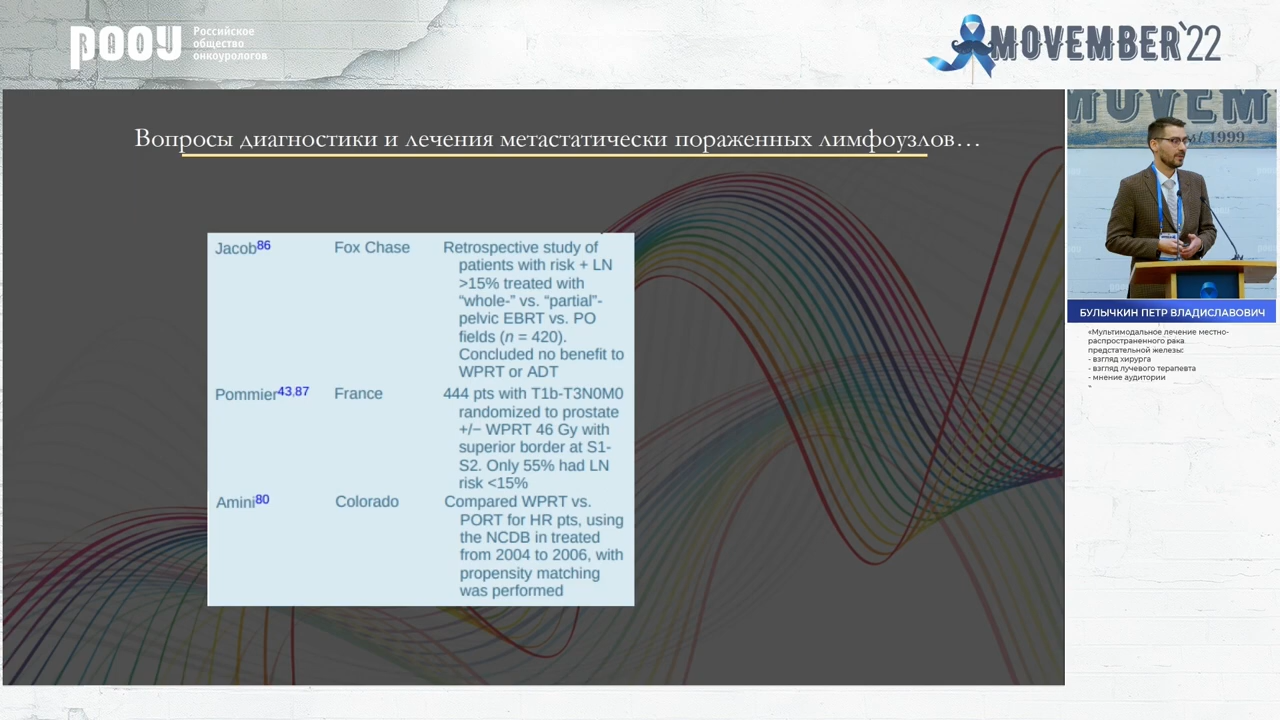 РООУ
Российское
общество
онкоурологов
MOVEMBER'22
Вопросы диагностики и лечения метастатически пораженных лимфоузлов…
Jacob86 Fox Chase Retrospective study of
patients with risk + LN
>15% treated with
“whole-” vs. “partial”-
pelvic EBRT vs. PO
fields (n = 420).
Concluded no benefit to
WPRT or ADT
Pommier43,87 France 444 pts with T1b-T3N0M0
randomized to prostate
+/− WPRT 46 Gy with
superior border at S1-
S2. Only 55% had LN
risk <15%
Amini80 Colorado Compared WPRT vs.
PORT for HR pts, using
the NCDB in treated
from 2004 to 2006, with
propensity matching
was performed
MOVEM
1999
БУЛЫЧКИН ПЕТР ВЛАДИСЛАВОВИЧ
«Мультимодальное лечение местно-
распространенного рака
предстательной железы:
- взгляд хирурга
- взгляд лучевого терапевта
- мнение аудитории
»